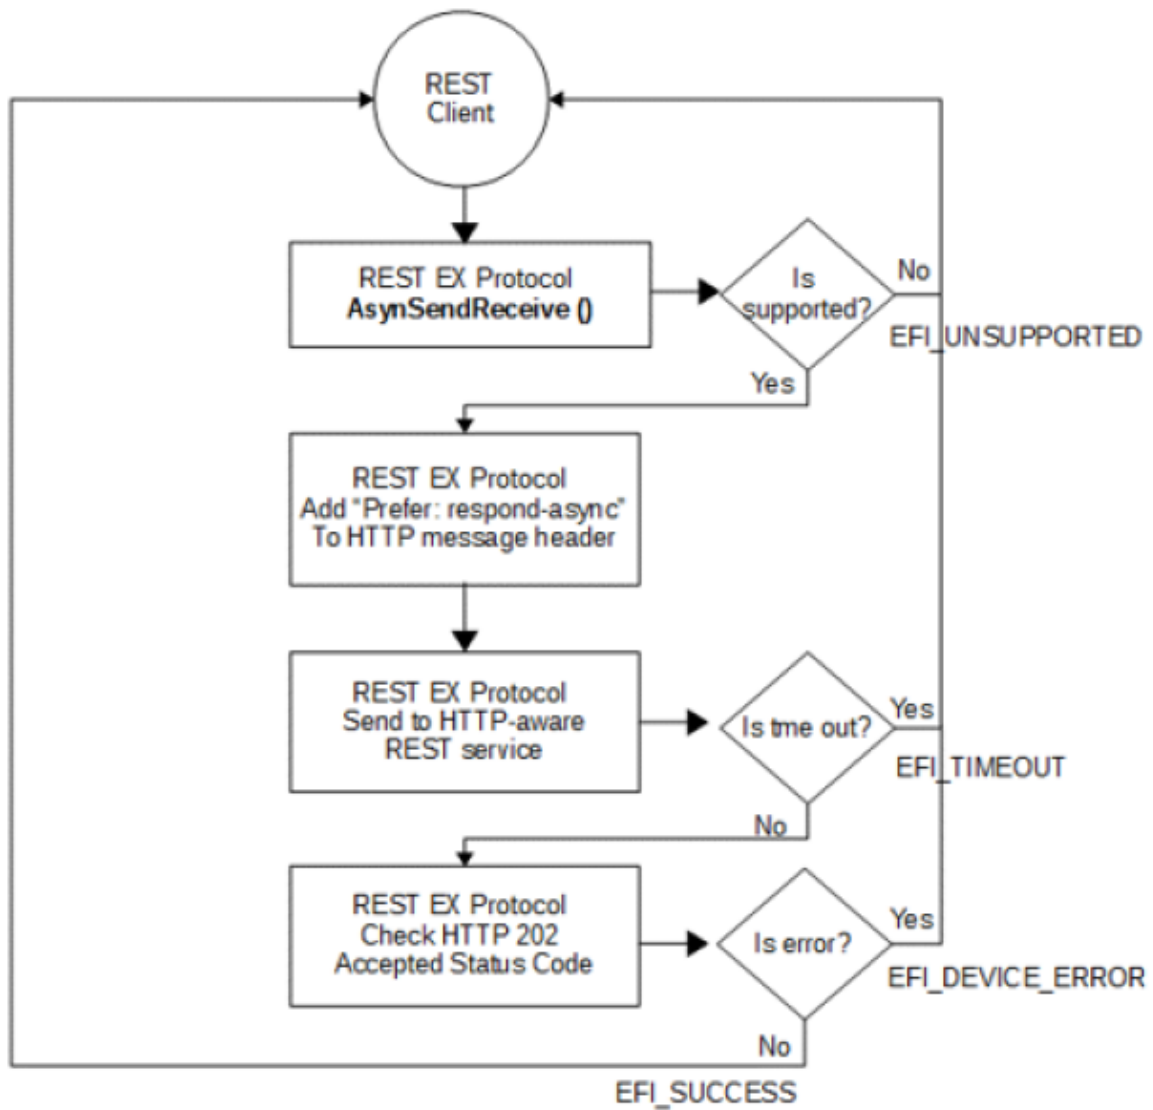 REST
Client
REST EX Protocol
AsynSendReceive ()
Is
supported?
No
EFI_UNSUPPORTED
Yes
REST EX Protocol
Add "Prefer: respond-async"
To HTTP message header
REST EX Protocol
Send to HTTP-aware
REST service
Is tme out?
Yes
EFI_TIMEOUT
No
REST EX Protocol
Check HTTP 202
Accepted Status Code
Is error?
Yes
EFI_DEVICE_ERROR
No
EFI_SUCCESS